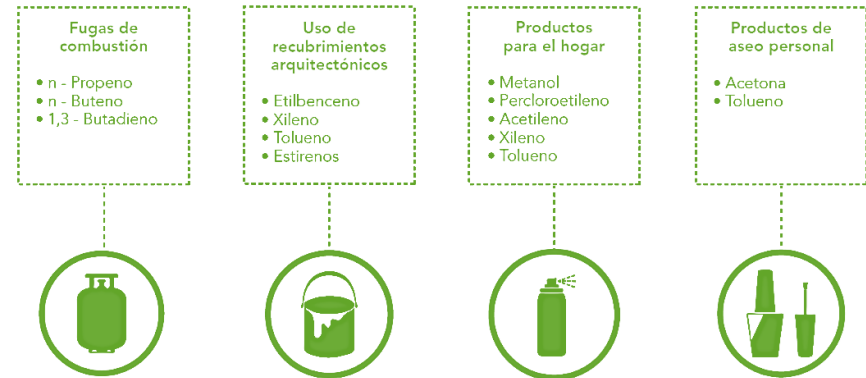 Fugas de
combustión
• n - Propeno
• n - Buteno
• 1,3 - Butadieno
Uso de
recubrimientos
arquitectónicos
• Etilbenceno
• Xileno
• Tolueno
• Estirenos
Productos
para el hogar
• Metanol
• Percloroetileno
• Acetileno
• Xileno
• Tolueno
Productos de
aseo personal
• Acetona
• Tolueno